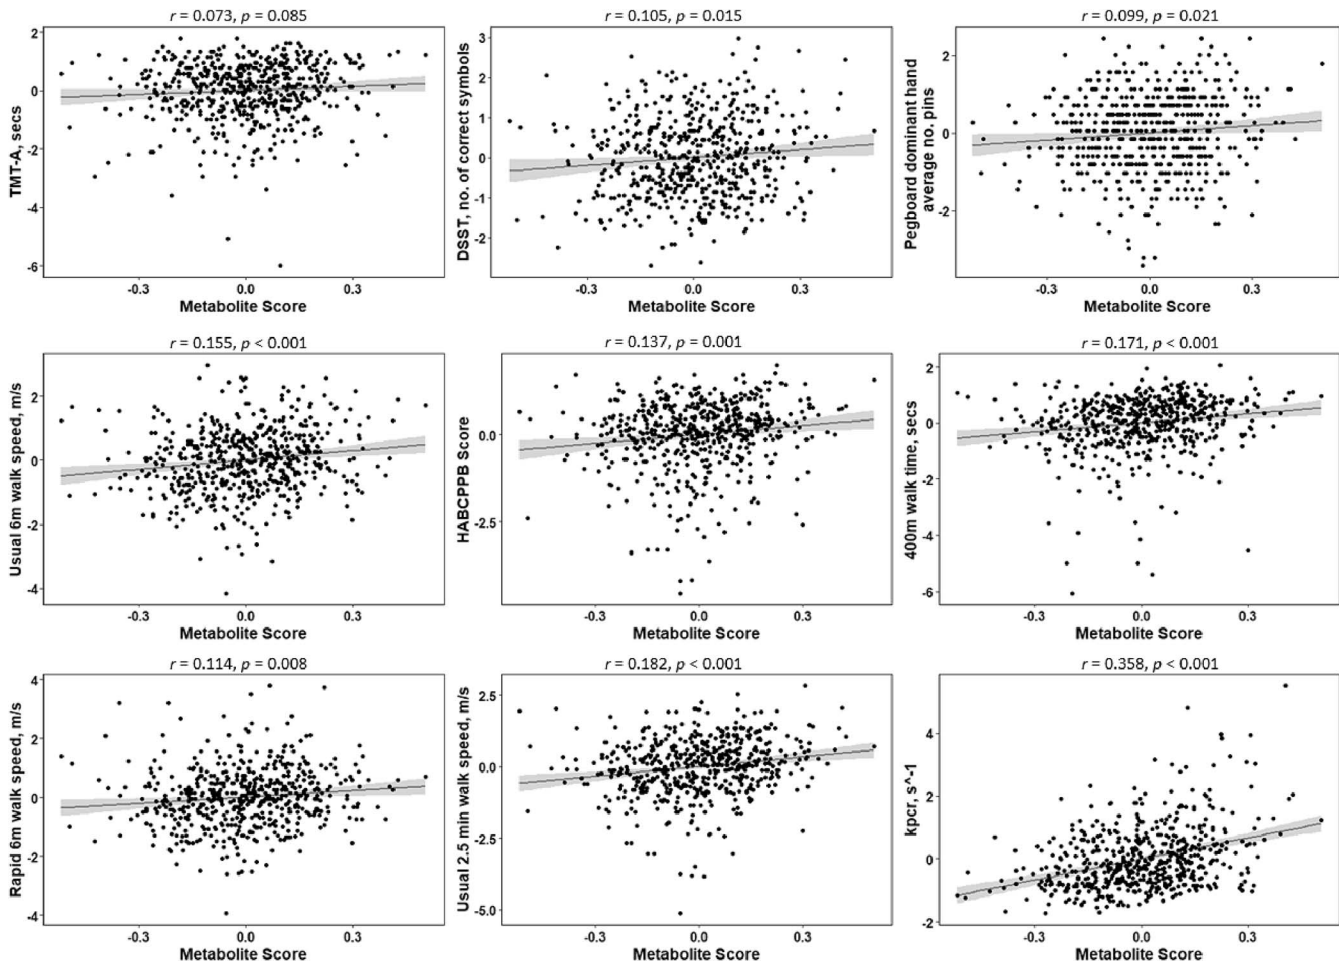 r = 0.073, p = 0.085
TMT-A, secs
2
0
-2
-4
-6
-0.3 0.0 0.3
Metabolite Score
r = 0.105, p = 0.015
DSST, no. of correct symbols
3
2
1
0
-1
-2
-0.3 0.0 0.3
Metabolite Score
r = 0.099, p = 0.021
Pegboard dominant hand
average no. pins
2
0
-2
-0.3 0.0 0.3
Metabolite Score
r = 0.155, p < 0.001
Usual 6m walk speed, m/s
2
0
-2
-4
-0.3 0.0 0.3
Metabolite Score
r = 0.137, p = 0.001
HABCPPB score
0.0
-2.5
-0.3 0.0 0.3
Metabolite Score
r = 0.171, p < 0.001
400m walk time, secs
2
0
-2
-4
-6
-0.3 0.0 0.3
Metabolite Score
r = 0.114, p = 0.008
Rapid 6m walk speed, m/s
4
2
0
-2
-4
-0.3 0.0 0.3
Metabolite Score
r = 0.182, p < 0.001
Usual 2.5 min walk speed
2.5
0.0
-2.5
-5.0
-0.3 0.0 0.3
Metabolite Score
r = 0.358, p < 0.001
kpcr, s^-1
4
2
0
-2
-0.3 0.0 0.3
Metabolite Score